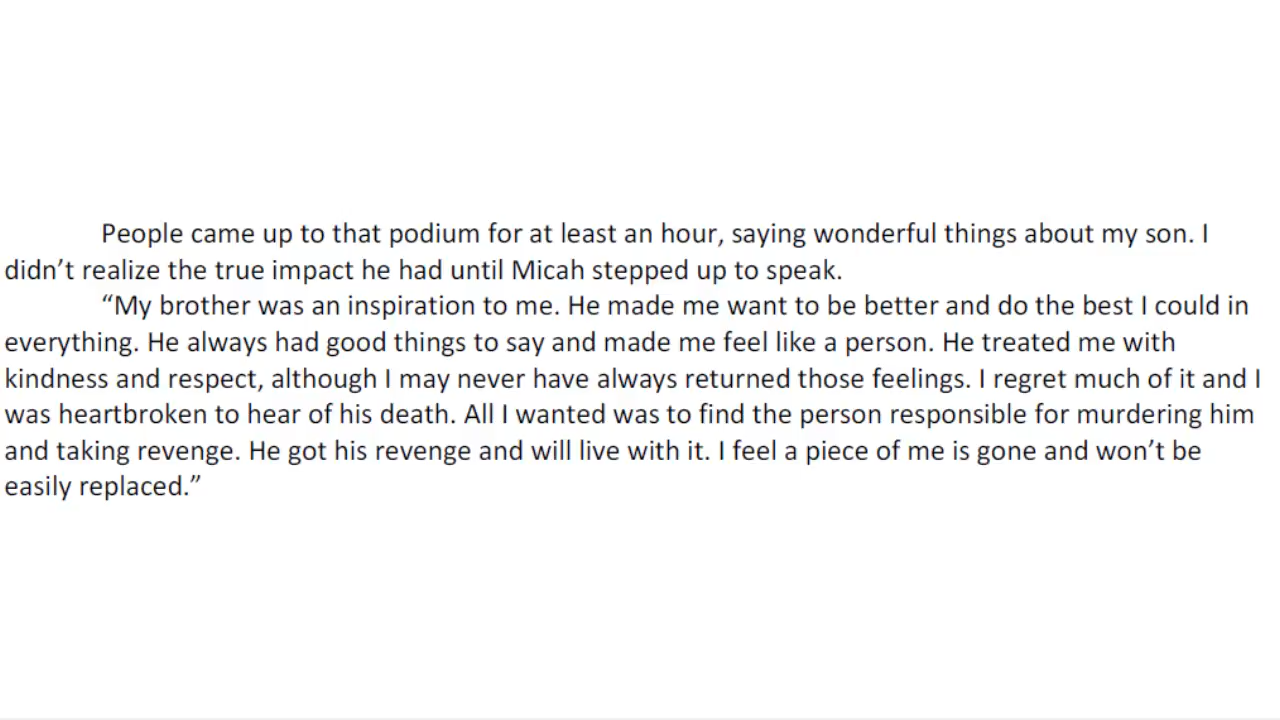 People came up to that podium for at least an hour, saying wonderful things about my son. I
didn’t realize the true impact he had until Micah stepped up to speak.
“My brother was an inspiration to me. He made me want to be better and do the best I could in
everything. He always had good things to say and made me feel like a person. He treated me with
kindness and respect, although I may never have always returned those feelings. I regret much of it and I
was heartbroken to hear of his death. All I wanted was to find the person responsible for murdering him
and taking revenge. He got his revenge and will live with it. I feel a piece of me is gone and won’t be
easily replaced.”